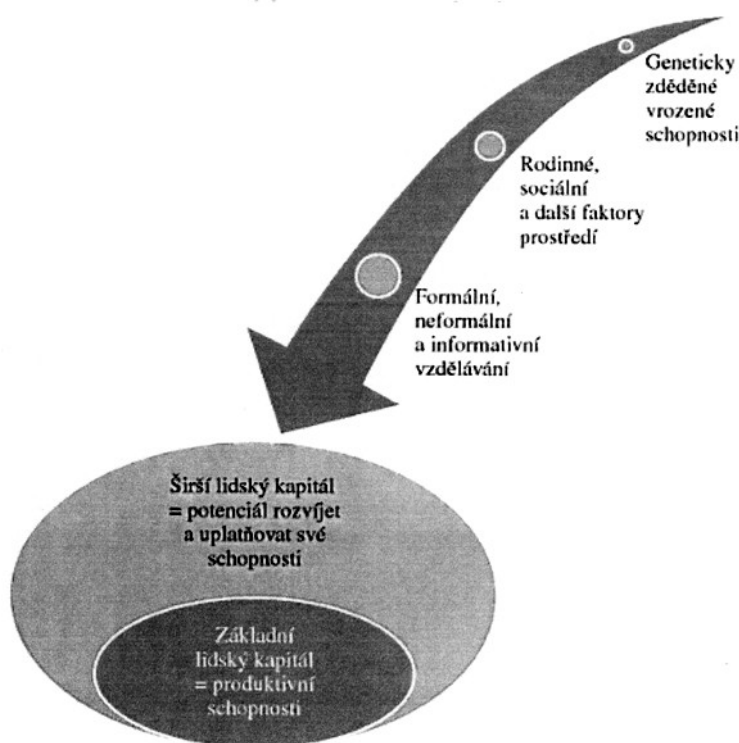 Geneticky
zděděné
vrozené
schopnosti
Rodinné,
sociální
a další faktory
prostředí
Formální,
neformální
a informativní
vzdělávání
Širší lidský kapitál
= potenciál rozvíjet
a uplatňovat své
schopnosti
Základní
lidský kapitál
= produktivní
schopnosti